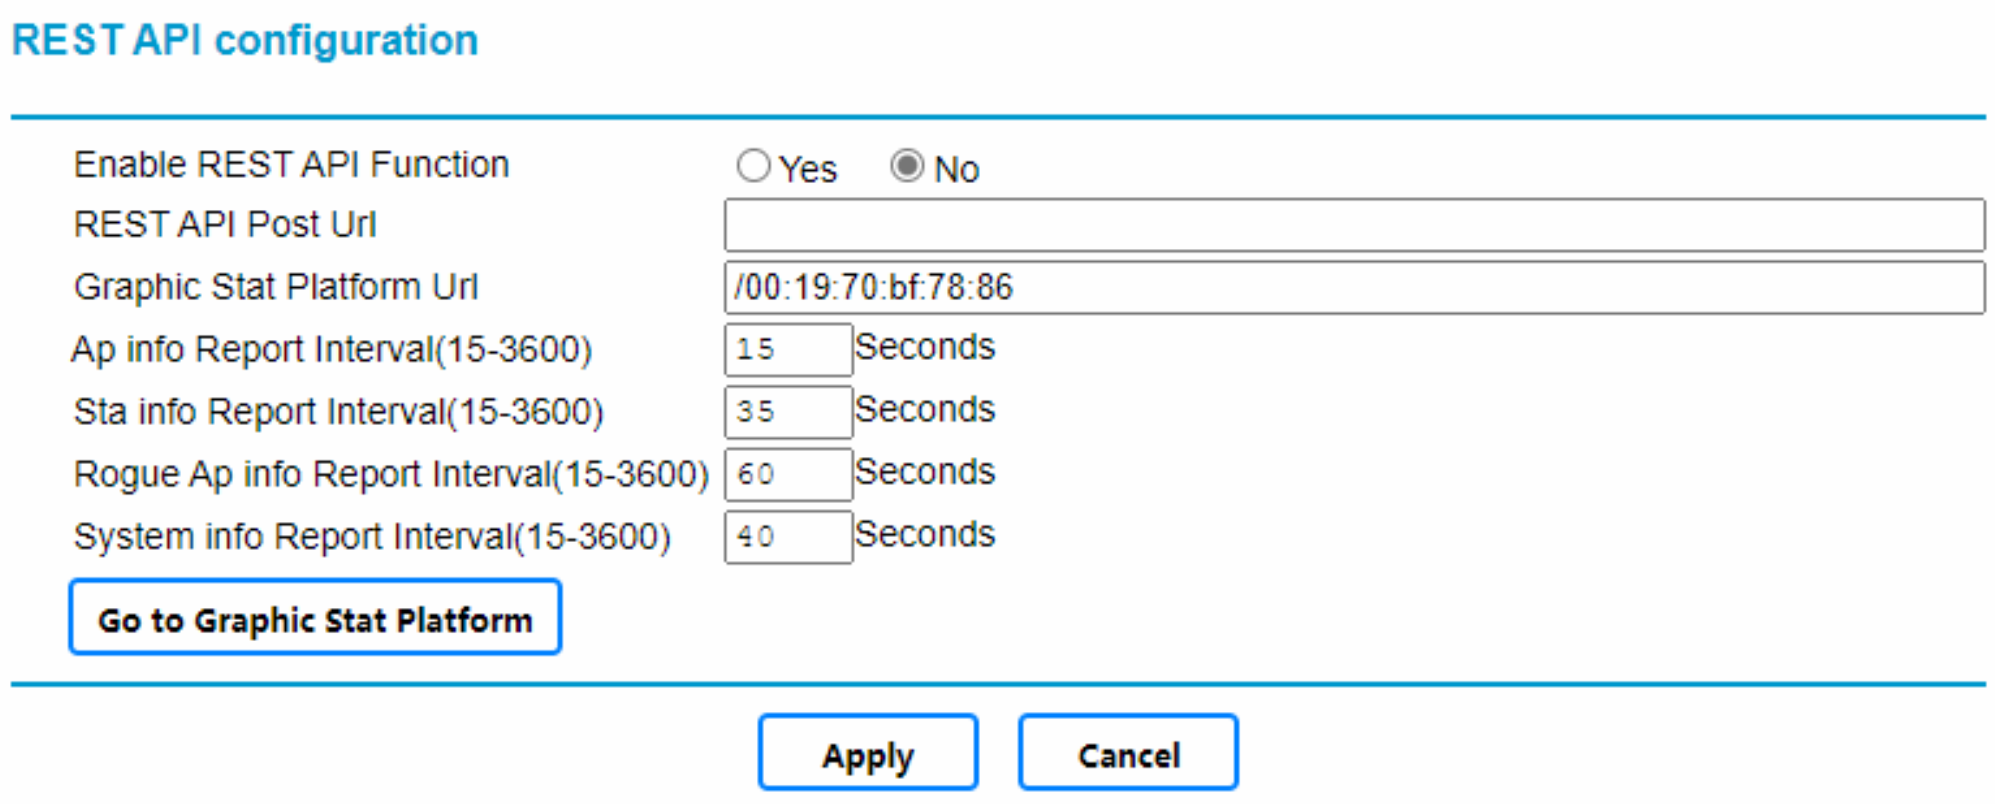 REST API configuration
Enable REST API Function Yes No
REST API Post Url
Graphic Stat Platform Url /00:19:70:bf:78:86
Ap info Report Interval(15-3600) 15 Seconds
Sta info Report Interval(15-3600) 35 Seconds
Rogue Ap info Report Interval(15-3600) 60 Seconds
System info Report Interval(15-3600) 40 Seconds
Go to Graphic Stat Platform
Apply Cancel